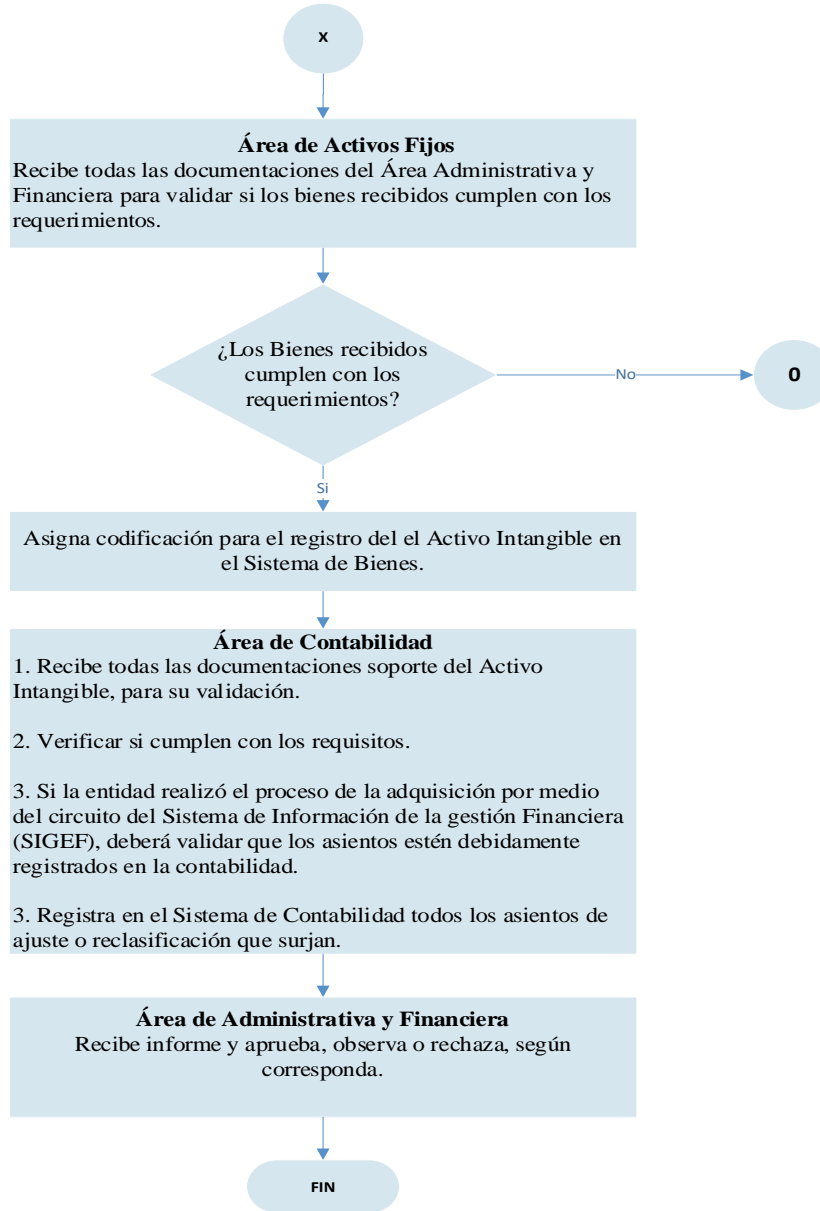 X
Área de Activos Fijos
Recibe todas las documentaciones del Área Administrativa y
Financiera para validar si los bienes recibidos cumplen con los
requerimientos.
¿Los Bienes recibidos
cumplen con los
requerimientos?
No
0
Si
Asigna codificación para el registro del el Activo Intangible en
el Sistema de Bienes.
Área de Contabilidad
1. Recibe todas las documentaciones soporte del Activo
Intangible, para su validación.
2. Verificar si cumplen con los requisitos.
3. Si la entidad realizó el proceso de la adquisición por medio
del circuito del Sistema de Información de la gestión Financiera
(SIGEF), deberá validar que los asientos estén debidamente
registrados en la contabilidad.
3. Registra en el Sistema de Contabilidad todos los asientos de
ajuste o reclasificación que surjan.
Área de Administrativa y Financiera
Recibe informe y aprueba, observa o rechaza, según
corresponda.
FIN